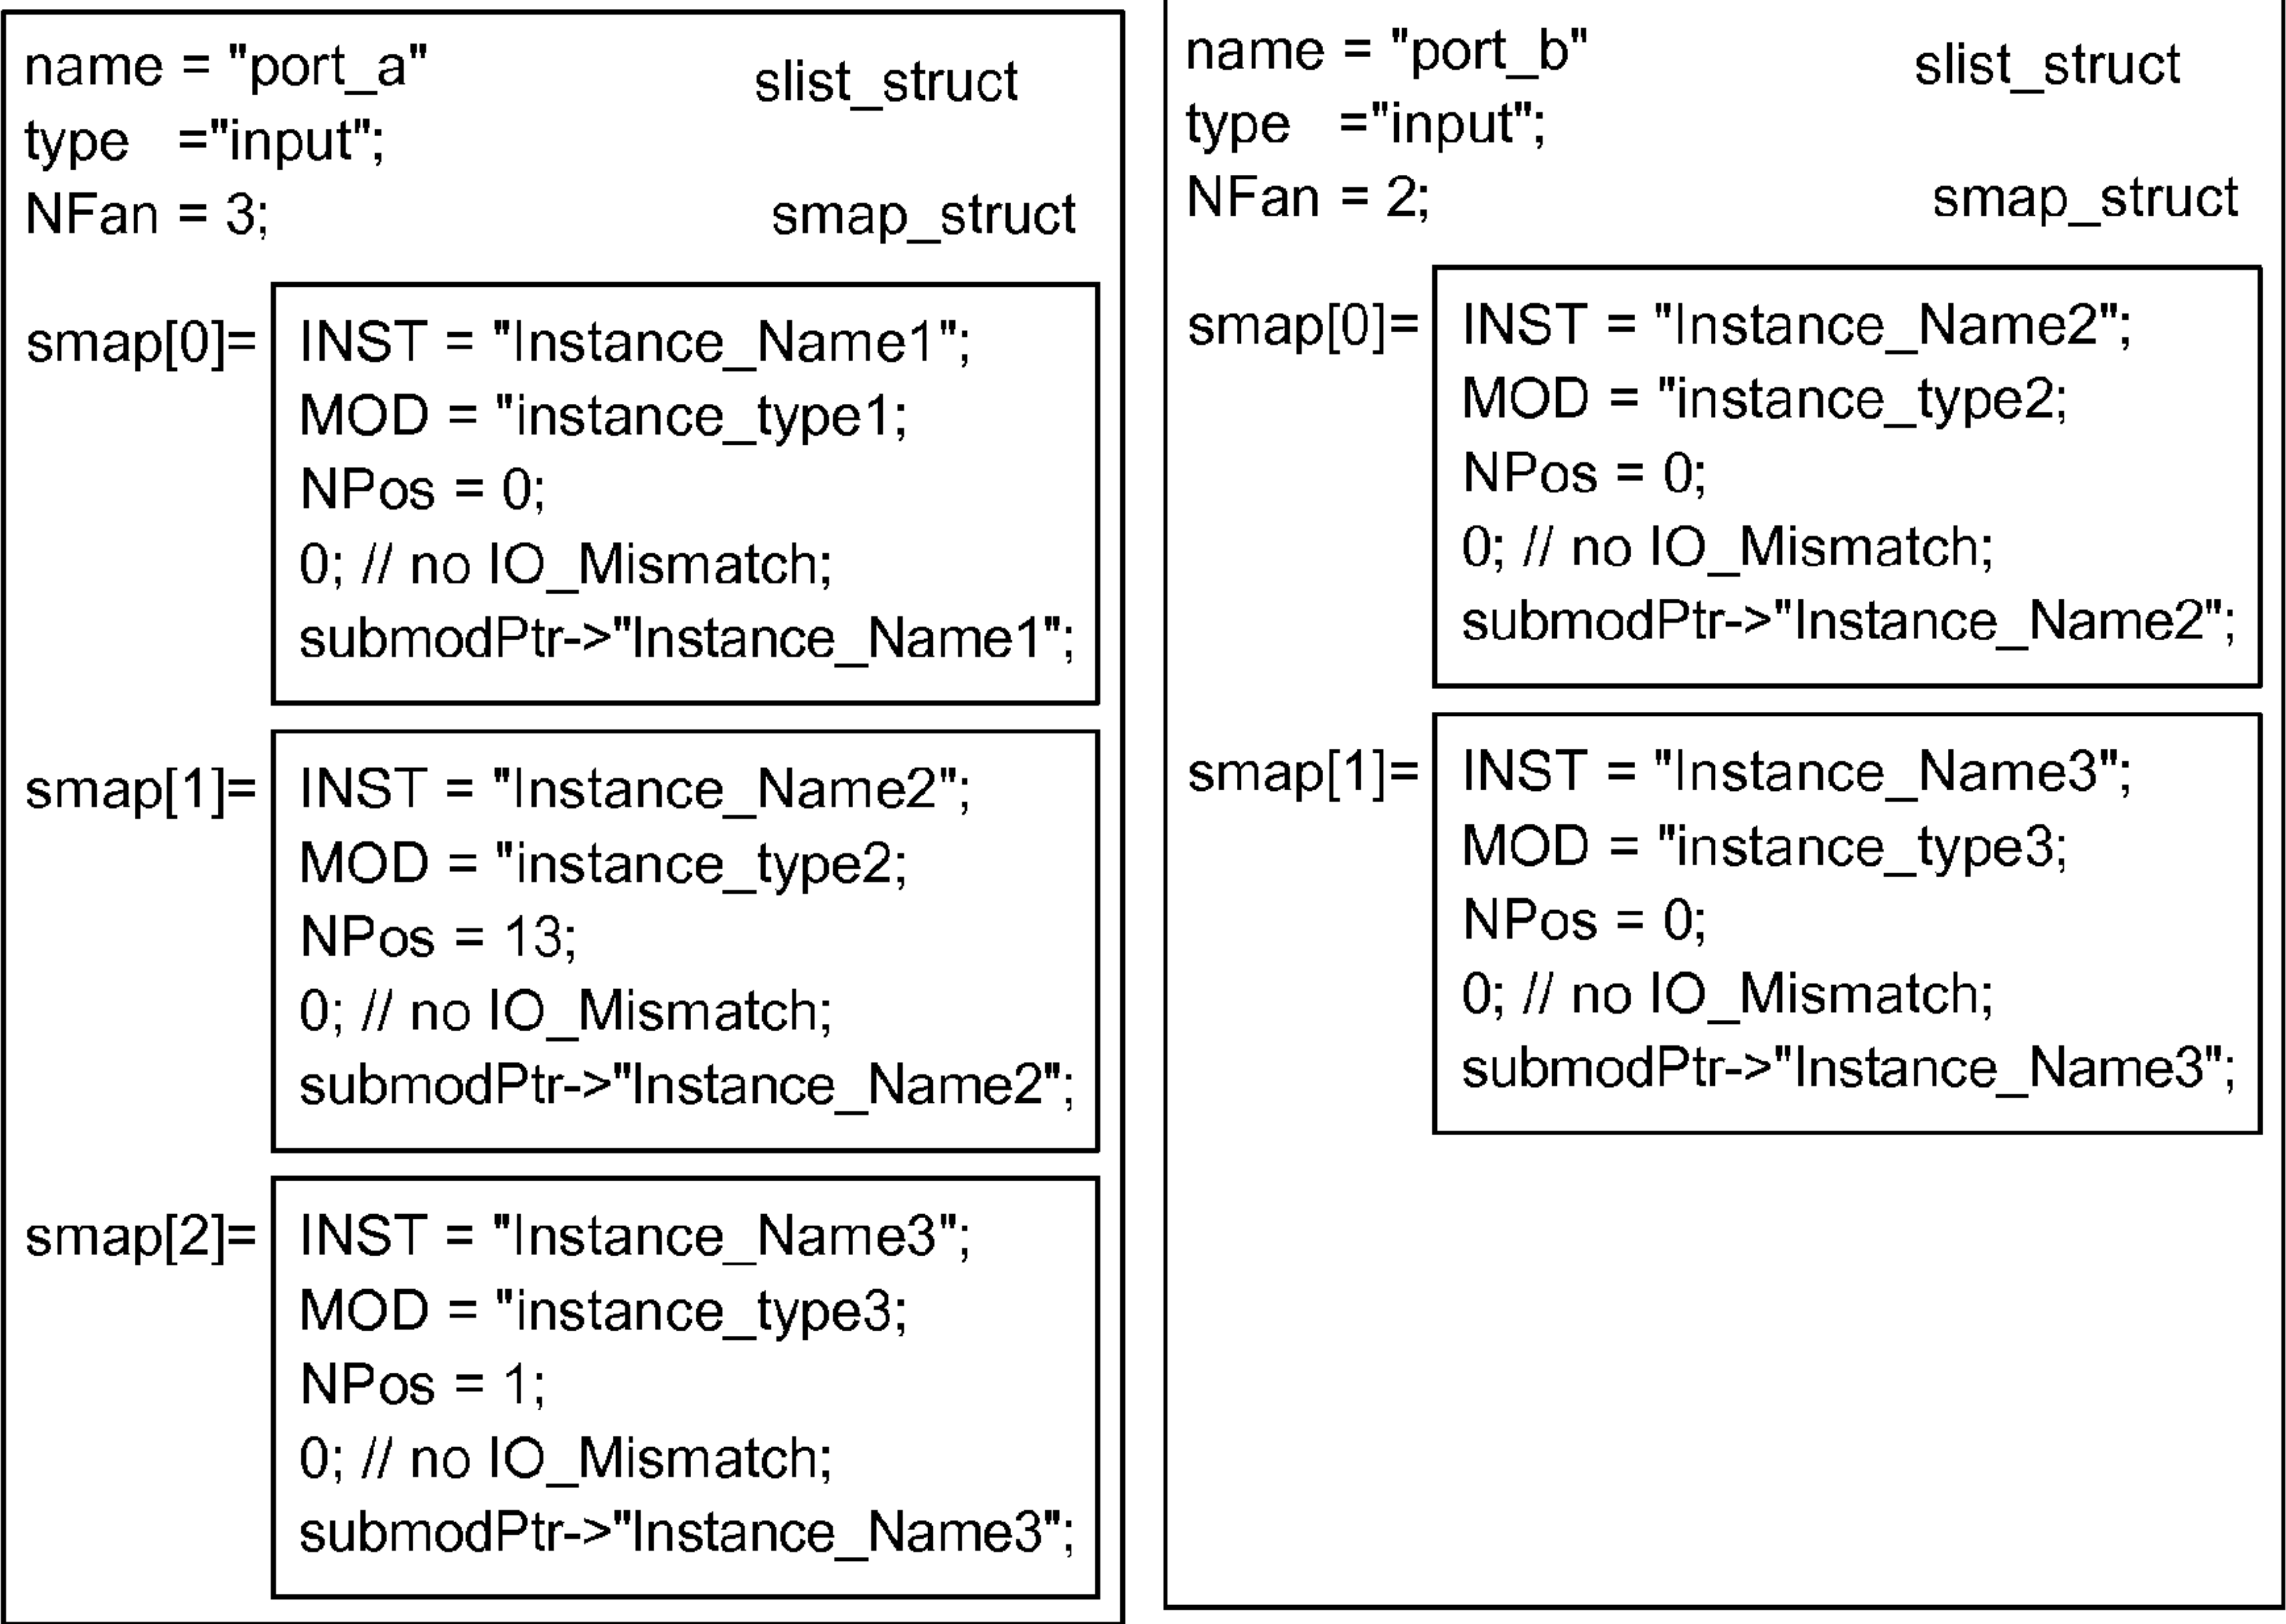 name = "port_a"
slist_struct
type ="input";
NFan = 3;
smap_struct
smap[0]=
INST = "Instance_Name1";
MOD = "instance_type1;
NPos = 0;
0; // no IO_Mismatch;
submodPtr->"Instance_Name1";
smap[1]=
INST = "Instance_Name2";
MOD = "instance_type2;
NPos = 13;
0; // no IO_Mismatch;
submodPtr->"Instance_Name2";
smap[2]=
INST = "Instance_Name3";
MOD = "instance_type3;
NPos = 1;
0; // no IO_Mismatch;
submodPtr->"Instance_Name3";
name = "port_b"
slist_struct
type ="input";
NFan = 2;
smap_struct
smap[0]=
INST = "Instance_Name2";
MOD = "instance_type2;
NPos = 0;
0; // no IO_Mismatch;
submodPtr->"Instance_Name2";
smap[1]=
INST = "Instance_Name3";
MOD = "instance_type3;
NPos = 0;
0; // no IO_Mismatch;
submodPtr->"Instance_Name3";